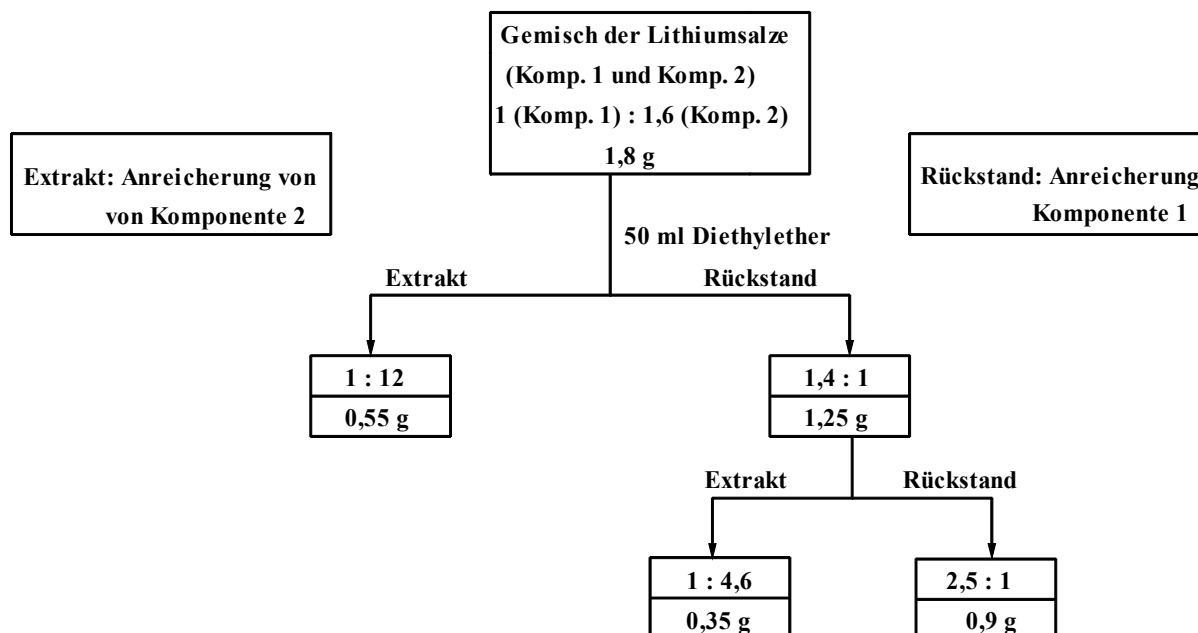 Gemisch der Lithiumsalze
(Komp. 1 und Komp. 2)
1 (Komp. 1) : 1,6 (Komp. 2)
1,8 g
Extrakt: Anreicherung von
von Komponente 2
Rückstand: Anreicherung
Komponente 1
50 ml Diethylether
Extrakt
Rückstand
1 : 12
0,55 g
1,4 : 1
1,25 g
Extrakt
Rückstand
1 : 4,6
0,35 g
2,5 : 1
0,9 g